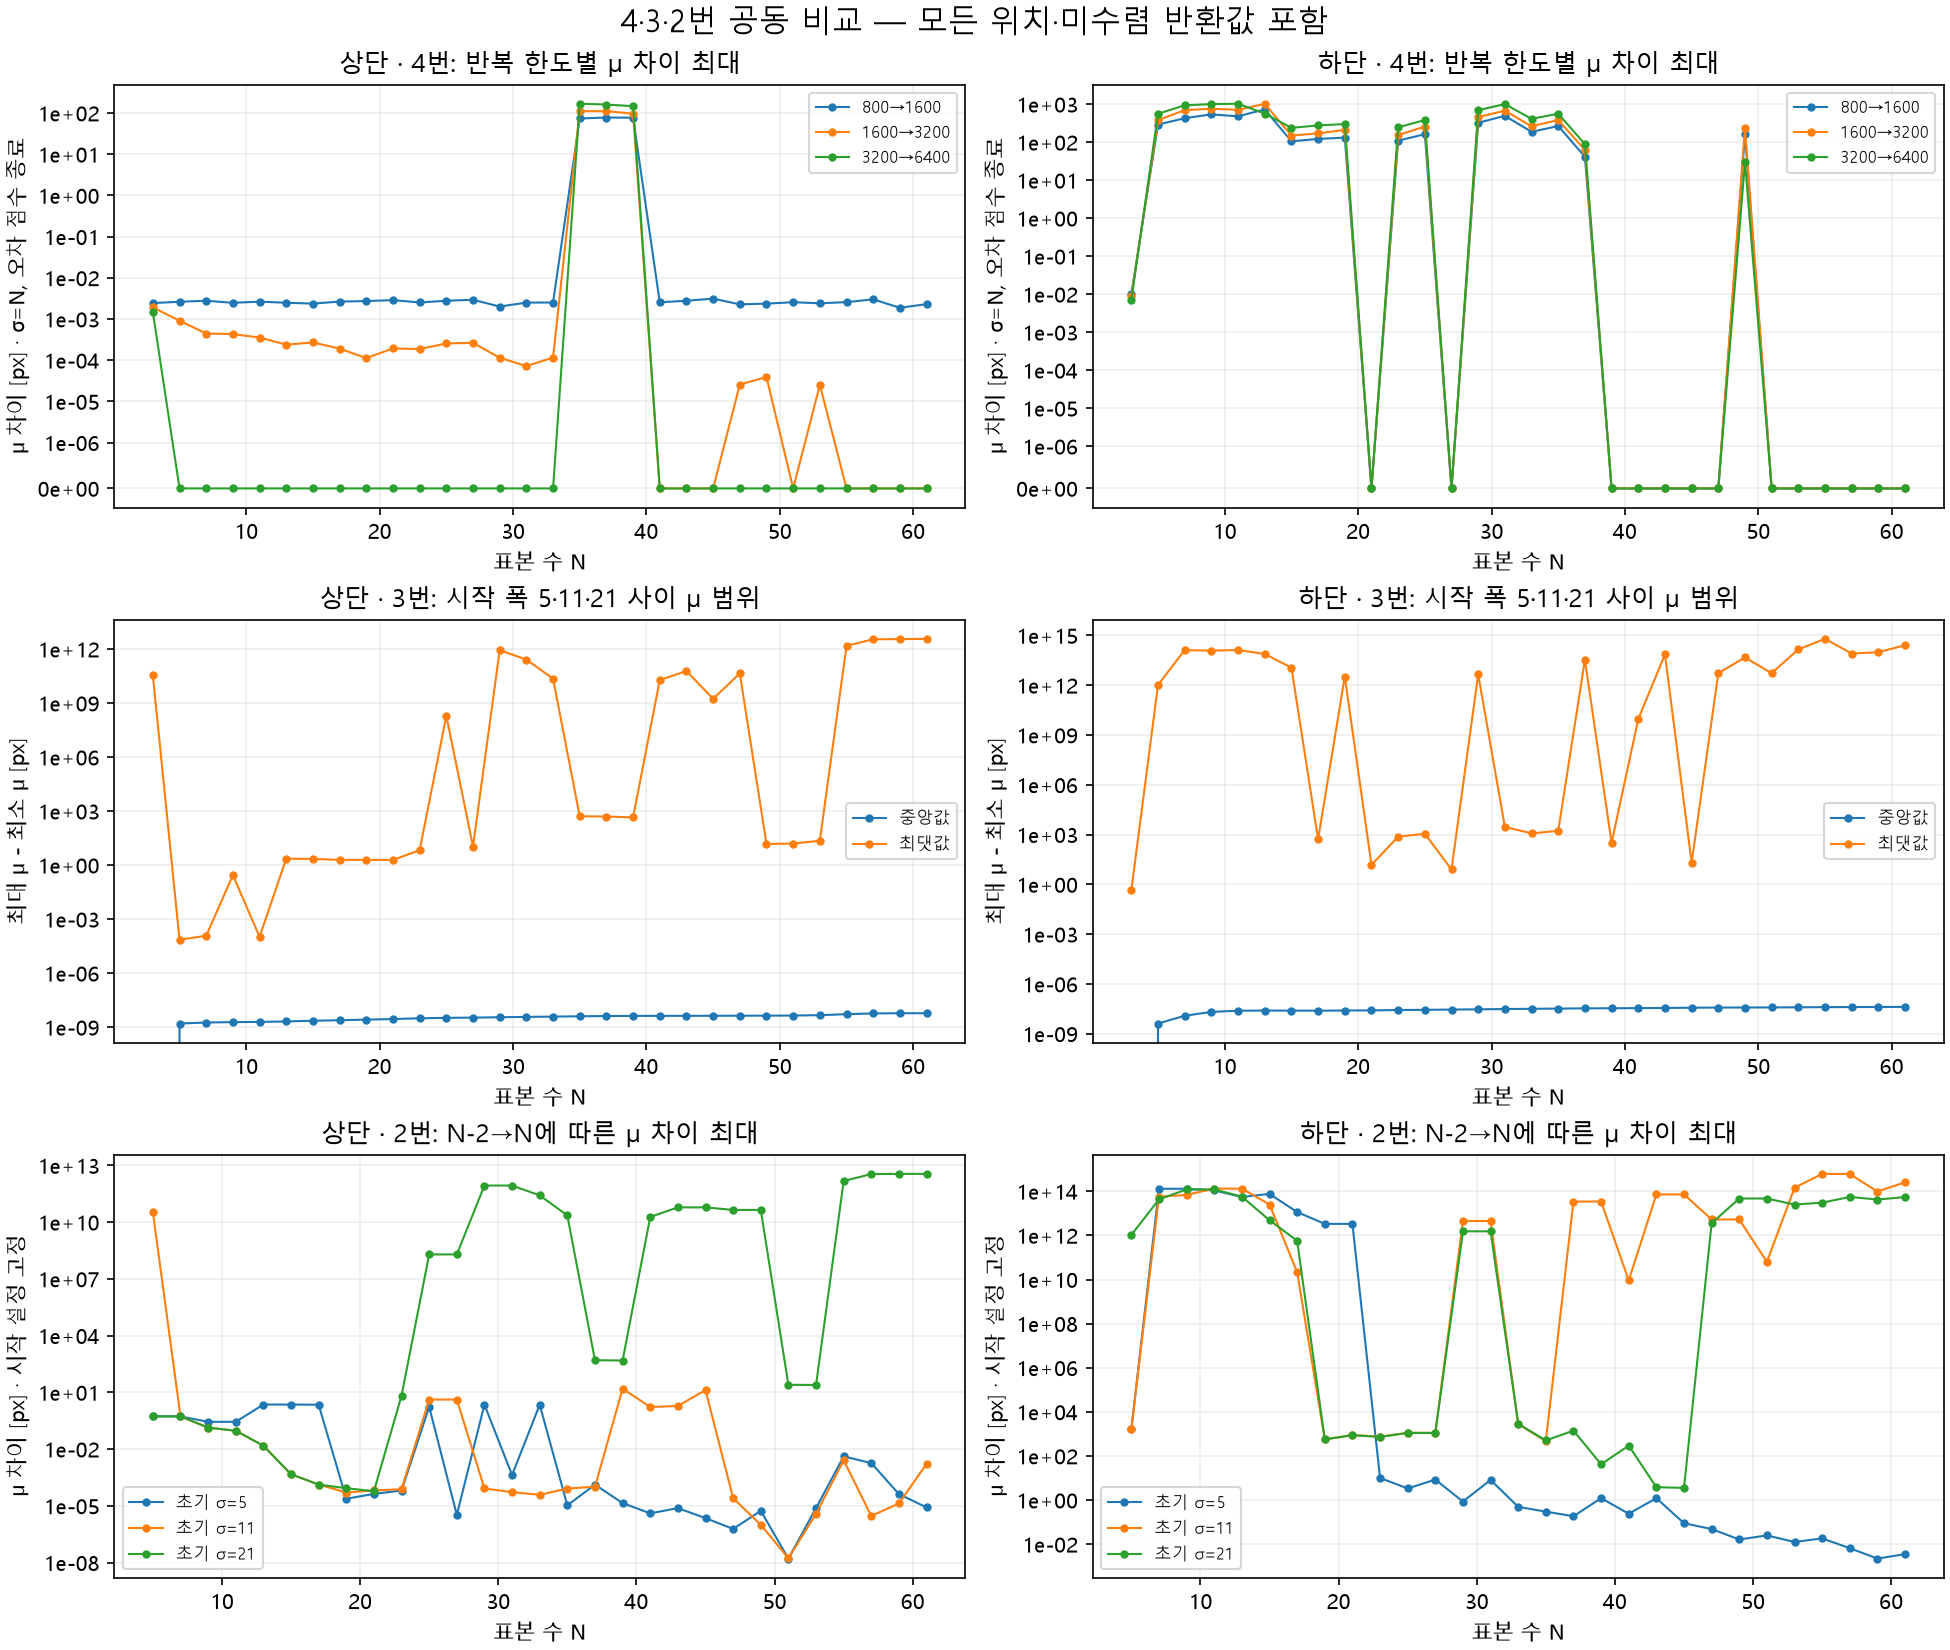 4·3·2번 공동 비교 — 모든 위치·미수렴 반환값 포함
상단 · 4번: 반복 한도별 μ 차이 최대
μ 차이 [px] · σ=N, 오차 점수 종료
1e+02
1e+01
1e+00
1e-01
1e-02
1e-03
1e-04
1e-05
1e-06
0e+00
800→1600
1600→3200
3200→6400
10 20 30 40 50 60
표본 수 N
하단 · 4번: 반복 한도별 μ 차이 최대
μ 차이 [px] · σ=N, 오차 점수 종료
1e+03
1e+02
1e+01
1e+00
1e-01
1e-02
1e-03
1e-04
1e-05
1e-06
0e+00
800→1600
1600→3200
3200→6400
10 20 30 40 50 60
표본 수 N
상단 · 3번: 시작 폭 5·11·21 사이 μ 범위
최대 μ - 최소 μ [px]
1e+12
1e+09
1e+06
1e+03
1e+00
1e-03
1e-06
1e-09
중앙값
최댓값
10 20 30 40 50 60
표본 수 N
하단 · 3번: 시작 폭 5·11·21 사이 μ 범위
최대 μ - 최소 μ [px]
1e+15
1e+12
1e+09
1e+06
1e+03
1e+00
1e-03
1e-06
1e-09
중앙값
최댓값
10 20 30 40 50 60
표본 수 N
상단 · 2번: N-2→N에 따른 μ 차이 최대
μ 차이 [px] · 시작 설정 고정
1e+13
1e+10
1e+07
1e+04
1e+01
1e-02
1e-05
1e-08
초기 σ=5
초기 σ=11
초기 σ=21
10 20 30 40 50 60
표본 수 N
하단 · 2번: N-2→N에 따른 μ 차이 최대
μ 차이 [px] · 시작 설정 고정
1e+14
1e+12
1e+10
1e+08
1e+06
1e+04
1e+02
1e+00
1e-02
초기 σ=5
초기 σ=11
초기 σ=21
10 20 30 40 50 60
표본 수 N